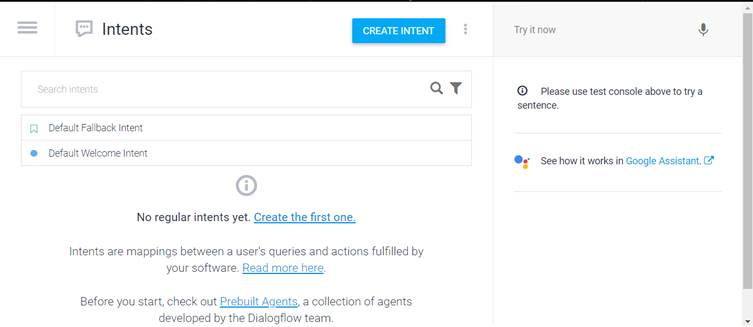 Intents
CREATE INTENT
Try it now
Search intents
Default Fallback Intent
Default Welcome Intent
No regular intents yet. Create the first one.
Intents are mappings between a user's queries and actions fulfilled
by your software. Read more here.
Before you start, check out Prebuilt Agents, a collection of agents
developed by the Dialogflow team.
Please use test console above to try a
sentence.
See how it works in Google Assistant.